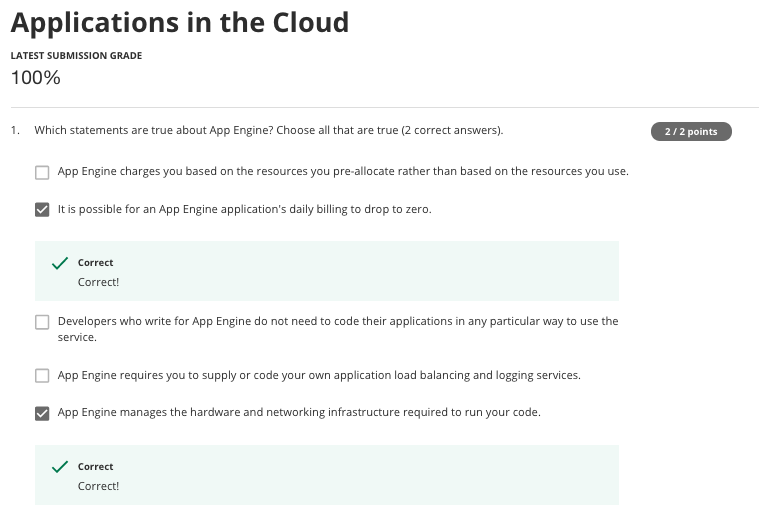 Applications in the Cloud
LATEST SUBMISSION GRADE
100%
1. Which statements are true about App Engine? Choose all that are true (2 correct answers).
2 / 2 points
App Engine charges you based on the resources you pre-allocate rather than based on the resources you use.
It is possible for an App Engine application's daily billing to drop to zero.
Correct
Correct!
Developers who write for App Engine do not need to code their applications in any particular way to use the
service.
App Engine requires you to supply or code your own application load balancing and logging services.
App Engine manages the hardware and networking infrastructure required to run your code.
Correct
Correct!